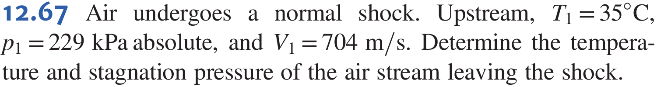 12.67 Air undergoes a normal shock. Upstream, T₁ = 35°C,
p₁ = 229 kPa absolute, and V₁ = 704 m/s. Determine the tempera-
ture and stagnation pressure of the air stream leaving the shock.